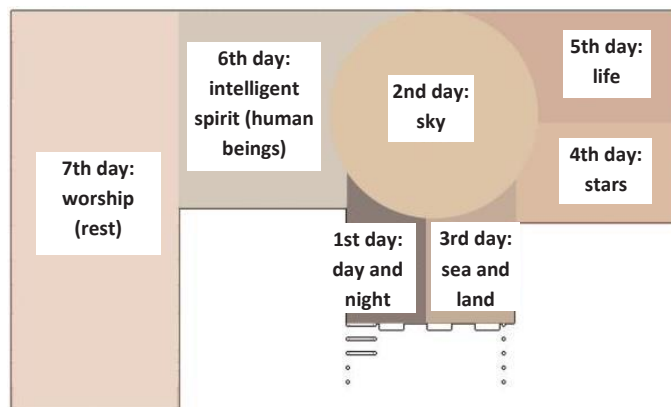 6th day:
intelligent
spirit (human
beings)
2nd day:
sky
5th day:
life
4th day:
stars
7th day:
worship
(rest)
1st day:
day and
night
3rd day:
sea and
land